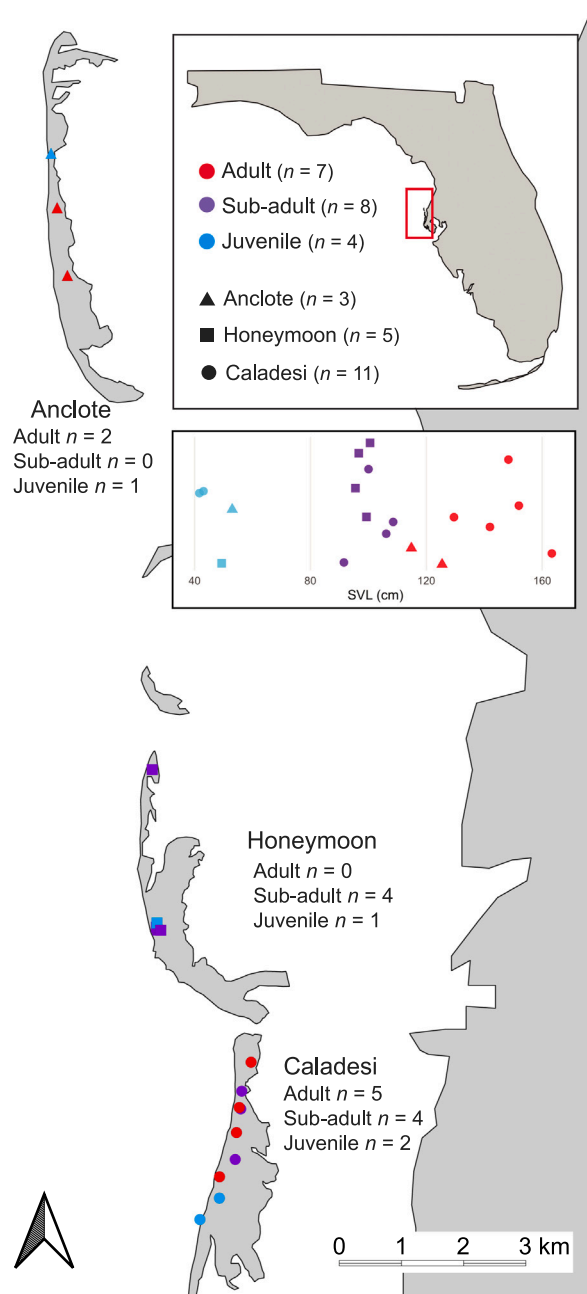 Adult (n = 7)
Sub-adult (n = 8)
Juvenile (n = 4)
Anclote (n = 3)
Honeymoon (n = 5)
Caladesi (n = 11)
Anclote
Adult n = 2
Sub-adult n = 0
Juvenile n = 1
40 80 120 160
SVL (cm)
Honeymoon
Adult n = 0
Sub-adult n = 4
Juvenile n = 1
Caladesi
Adult n = 5
Sub-adult n = 4
Juvenile n = 2
0 1 2 3 km